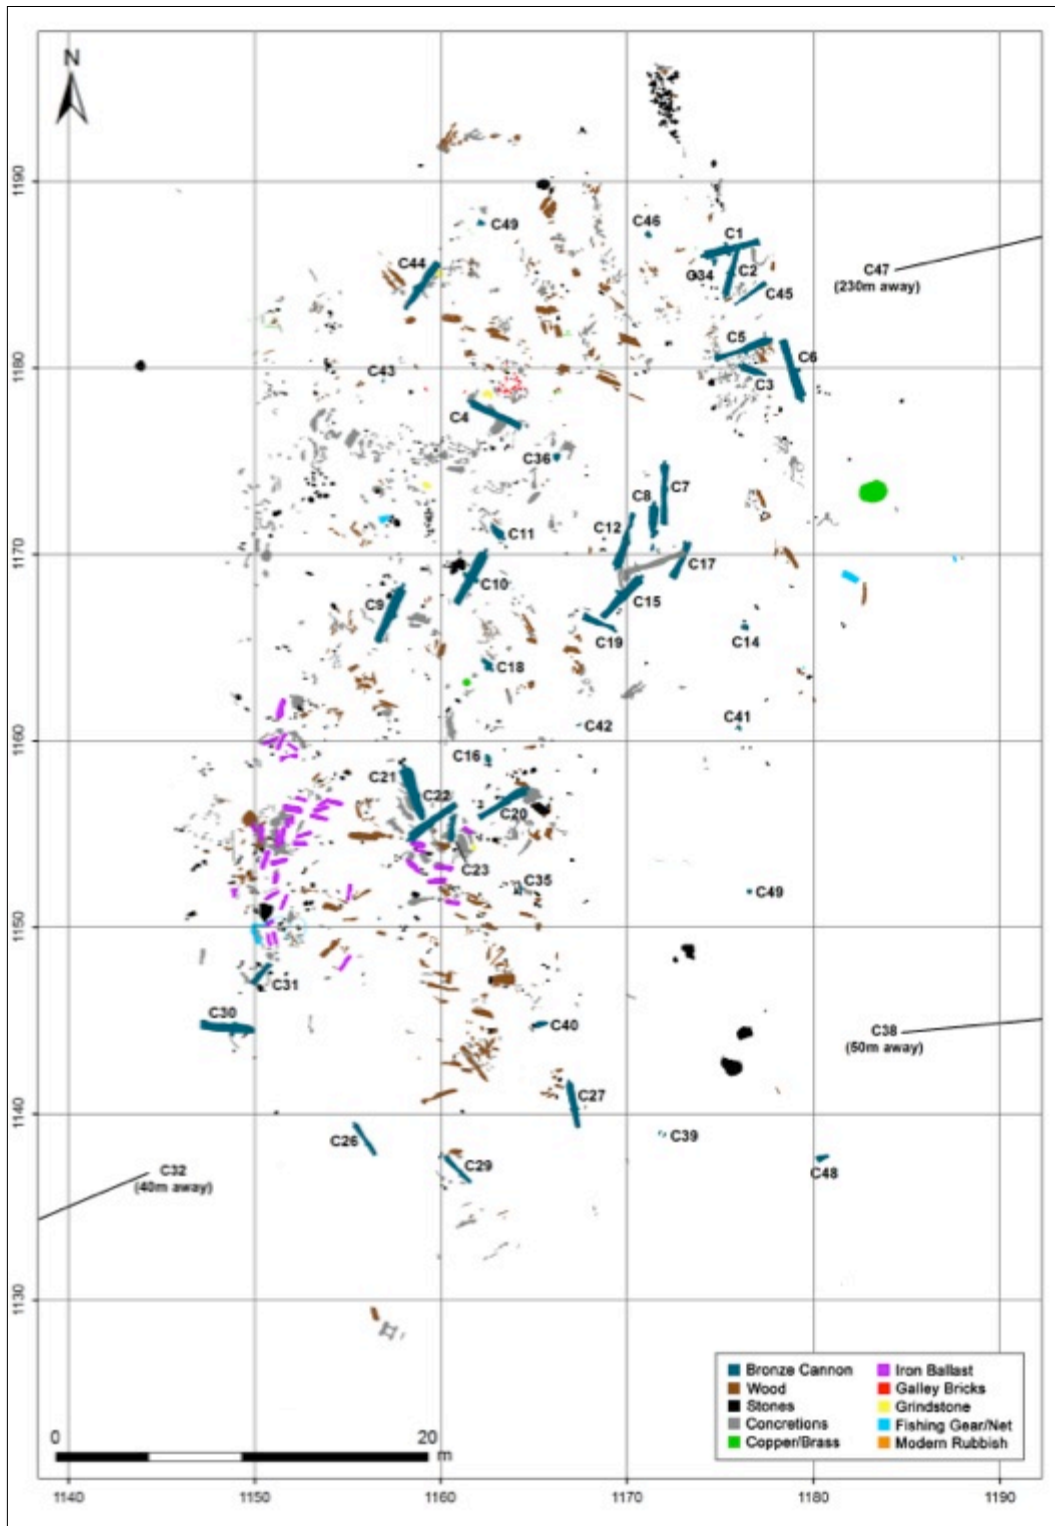 N
1190
C49
C46
C1
C44
C34
C2
C47
(230m away)
C45
C5
C6
1180
C43
C3
C4
C36
C8
C7
C12
C11
1170
C10
C17
C9
C15
C19
C14
C18
C42
C41
1160
C16
C21
C22
C20
C23
C35
C49
1150
C31
C30
C40
C38
(50m away)
C27
1140
C26
C39
C29
C48
C32
(40m away)
1130
Bronze Cannon
Wood
Stones
Concretions
Copper/Brass
Iron Ballast
Galley Bricks
Grindstone
Fishing Gear/Net
Modern Rubbish
0 20
m
1140 1150 1160 1170 1180 1190